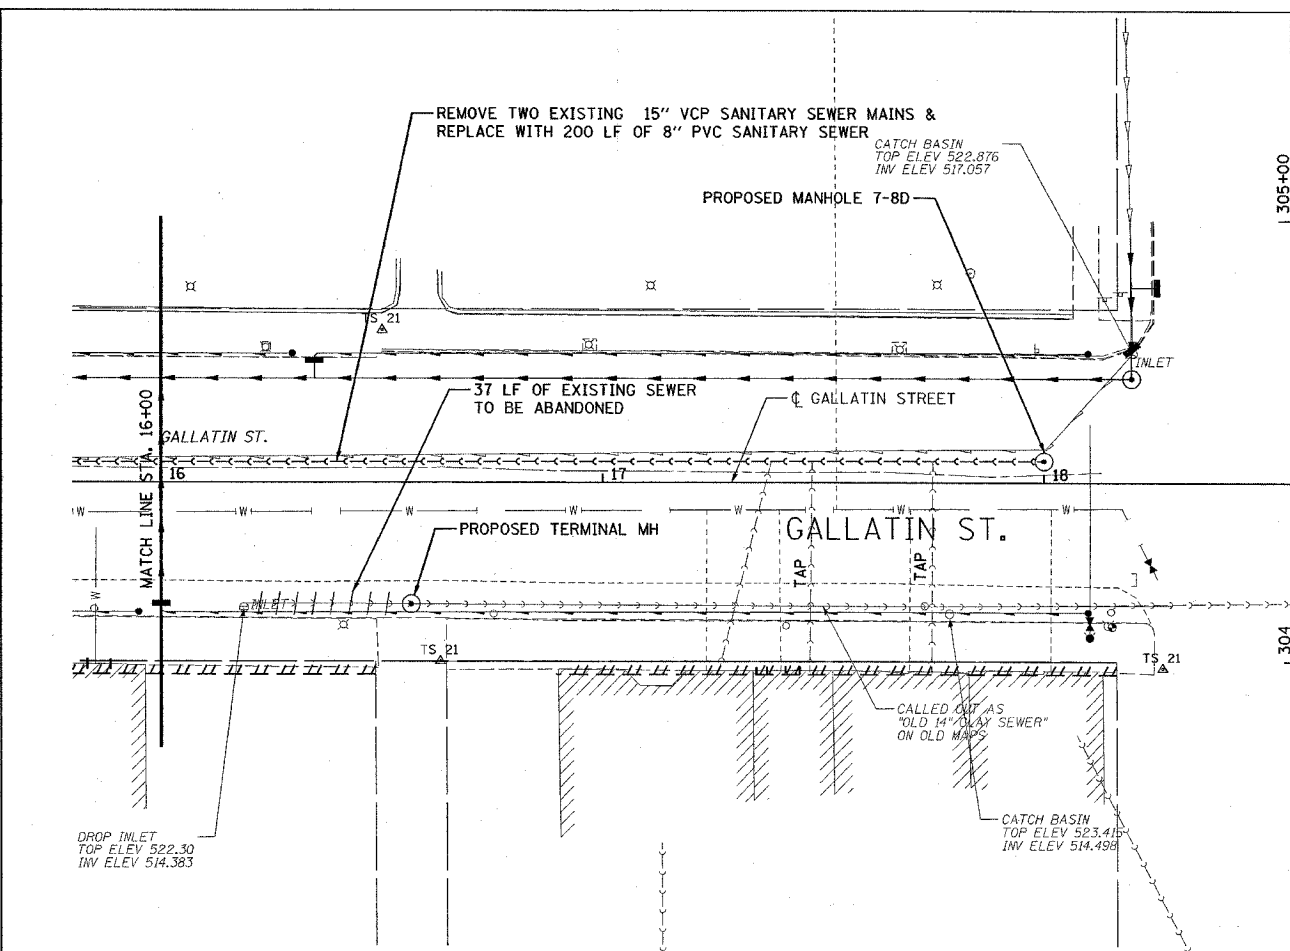 REMOVE TWO EXISTING 15" VCP SANITARY SEWER MAINS &
REPLACE WITH 200 LF OF 8" PVC SANITARY SEWER
CATCH BASIN
TOP ELEV 522.876
INV ELEV 517.057
305+00
PROPOSED MANHOLE 7-8D
TS 21
INLET
37 LF OF EXISTING SEWER
TO BE ABANDONED
℄ GALLATIN STREET
MATCH LINE STA. 16+00
GALLATIN ST.
16
17
18
W
W
W
W
W
W
W
PROPOSED TERMINAL MH
GALLATIN ST.
TAP
TAP
INLET
W
304
TS 21
TS 21
CALLED OUT AS
"OLD 14" CLAY SEWER"
ON OLD MAPS
DROP INLET
TOP ELEV 522.30
INV ELEV 514.383
CATCH BASIN
TOP ELEV 523.415
INV ELEV 514.498